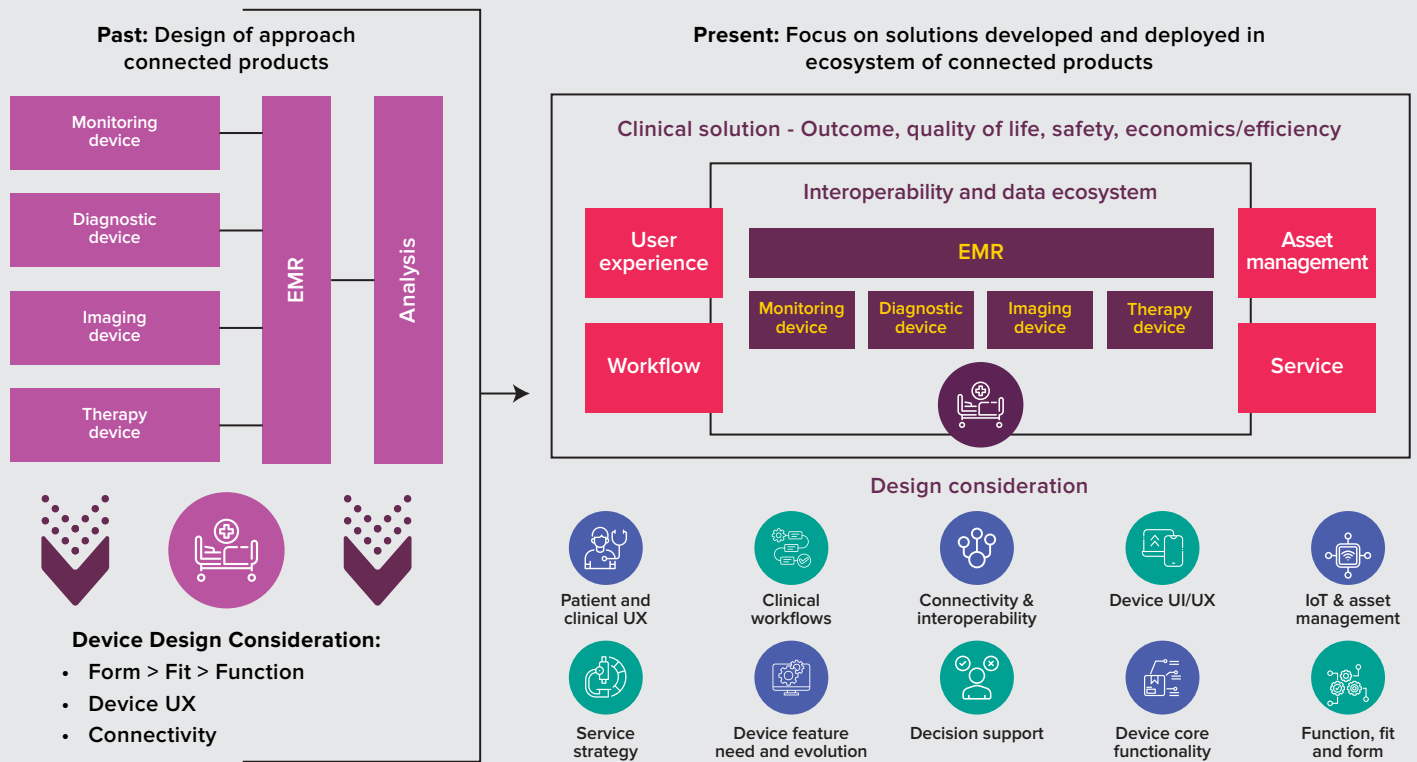 Past: Design of approach
connected products
Monitoring
device
Diagnostic
device
Imaging
device
Therapy
device
EMR
Analysis
Device Design Consideration:
• Form > Fit > Function
• Device UX
• Connectivity
Present: Focus on solutions developed and deployed in
ecosystem of connected products
Clinical solution - Outcome, quality of life, safety, economics/efficiency
Interoperability and data ecosystem
User
experience
Workflow
EMR
Monitoring
device
Diagnostic
device
Imaging
device
Therapy
device
Asset
management
Service
Design consideration
Patient and
clinical UX
Clinical
workflows
Connectivity &
interoperability
Device UI/UX
IoT & asset
management
Service
strategy
Device feature
need and evolution
Decision support
Device core
functionality
Function, fit
and form